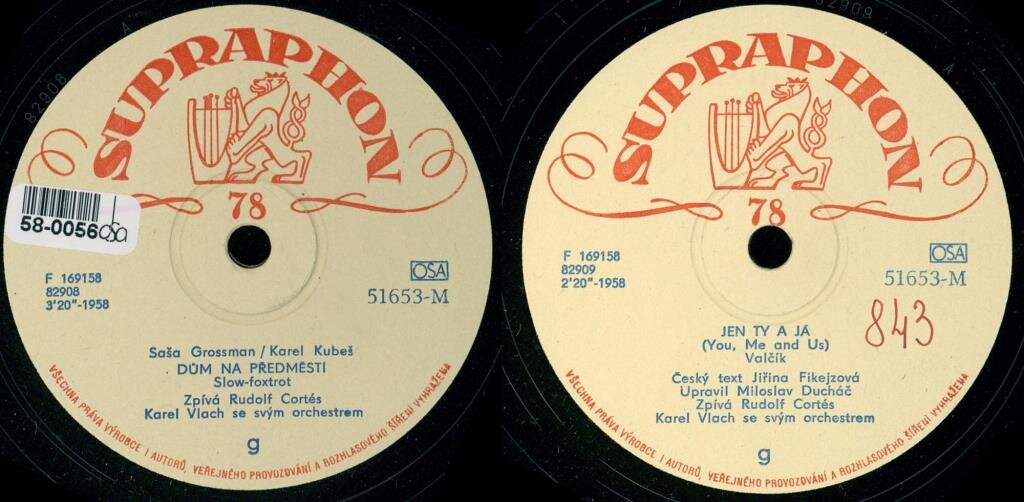 82908
SUPRAPHON
78
58-0056 OSA
F 169158
82908
3'20"-1958
OSA
51653-M
Saša Grossman / Karel Kubeš
DŮM NA PŘEDMĚSTÍ
Slow-foxtrot
Zpívá Rudolf Cortés
Karel Vlach se svým orchestrem
g
VŠECHNA PRÁVA VÝROBCE I AUTORŮ, VEŘEJNÉHO PROVOZOVÁNÍ A ROZHLASOVÉHO ŠÍŘENÍ VYHRAŽENA
82909
SUPRAPHON
78
F 169158
82909
2'20"-1958
OSA
51653-M
843
JEN TY A JÁ
(You, Me and Us)
Valčík
Český text Jiřina Fikejzová
Upravil Miloslav Ducháč
Zpívá Rudolf Cortés
Karel Vlach se svým orchestrem
g
VŠECHNA PRÁVA VÝROBCE I AUTORŮ, VEŘEJNÉHO PROVOZOVÁNÍ A ROZHLASOVÉHO ŠÍŘENÍ VYHRAŽENA